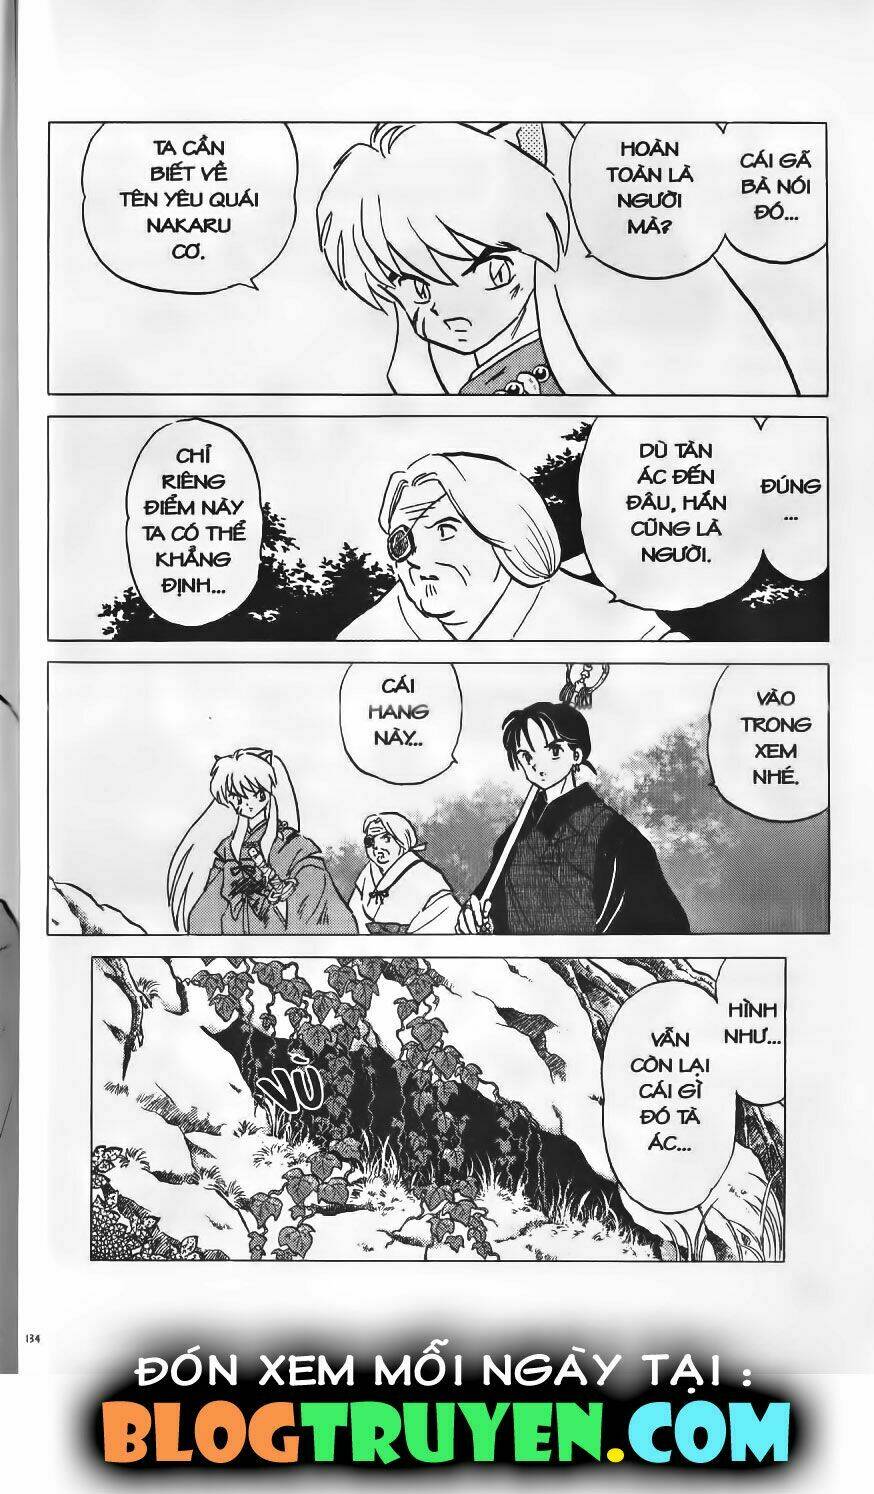 CÁI GÃ
BÀ NÓI
ĐÓ...
HOÀN
TOÀN LÀ
NGƯỜI
MÀ?
TA CẦN
BIẾT VỀ
TÊN YÊU QUÁI
NAKARU
CƠ.
ĐÚNG
...
DÙ TÀN
ÁC ĐẾN
ĐÂU, HẮN
CŨNG LÀ
NGƯỜI.
CHỈ
RIÊNG
ĐIỂM NÀY
TA CÓ THỂ
KHẲNG
ĐỊNH...
VÀO
TRONG
XEM
NHÉ.
CÁI
HANG
NÀY...
HÌNH
NHƯ...
VẪN
CÒN LẠI
CÁI GÌ
ĐÓ TÀ
ÁC...
VÙ
134
ĐÓN XEM MỖI NGÀY TẠI :
BLOGTRUYEN.COM